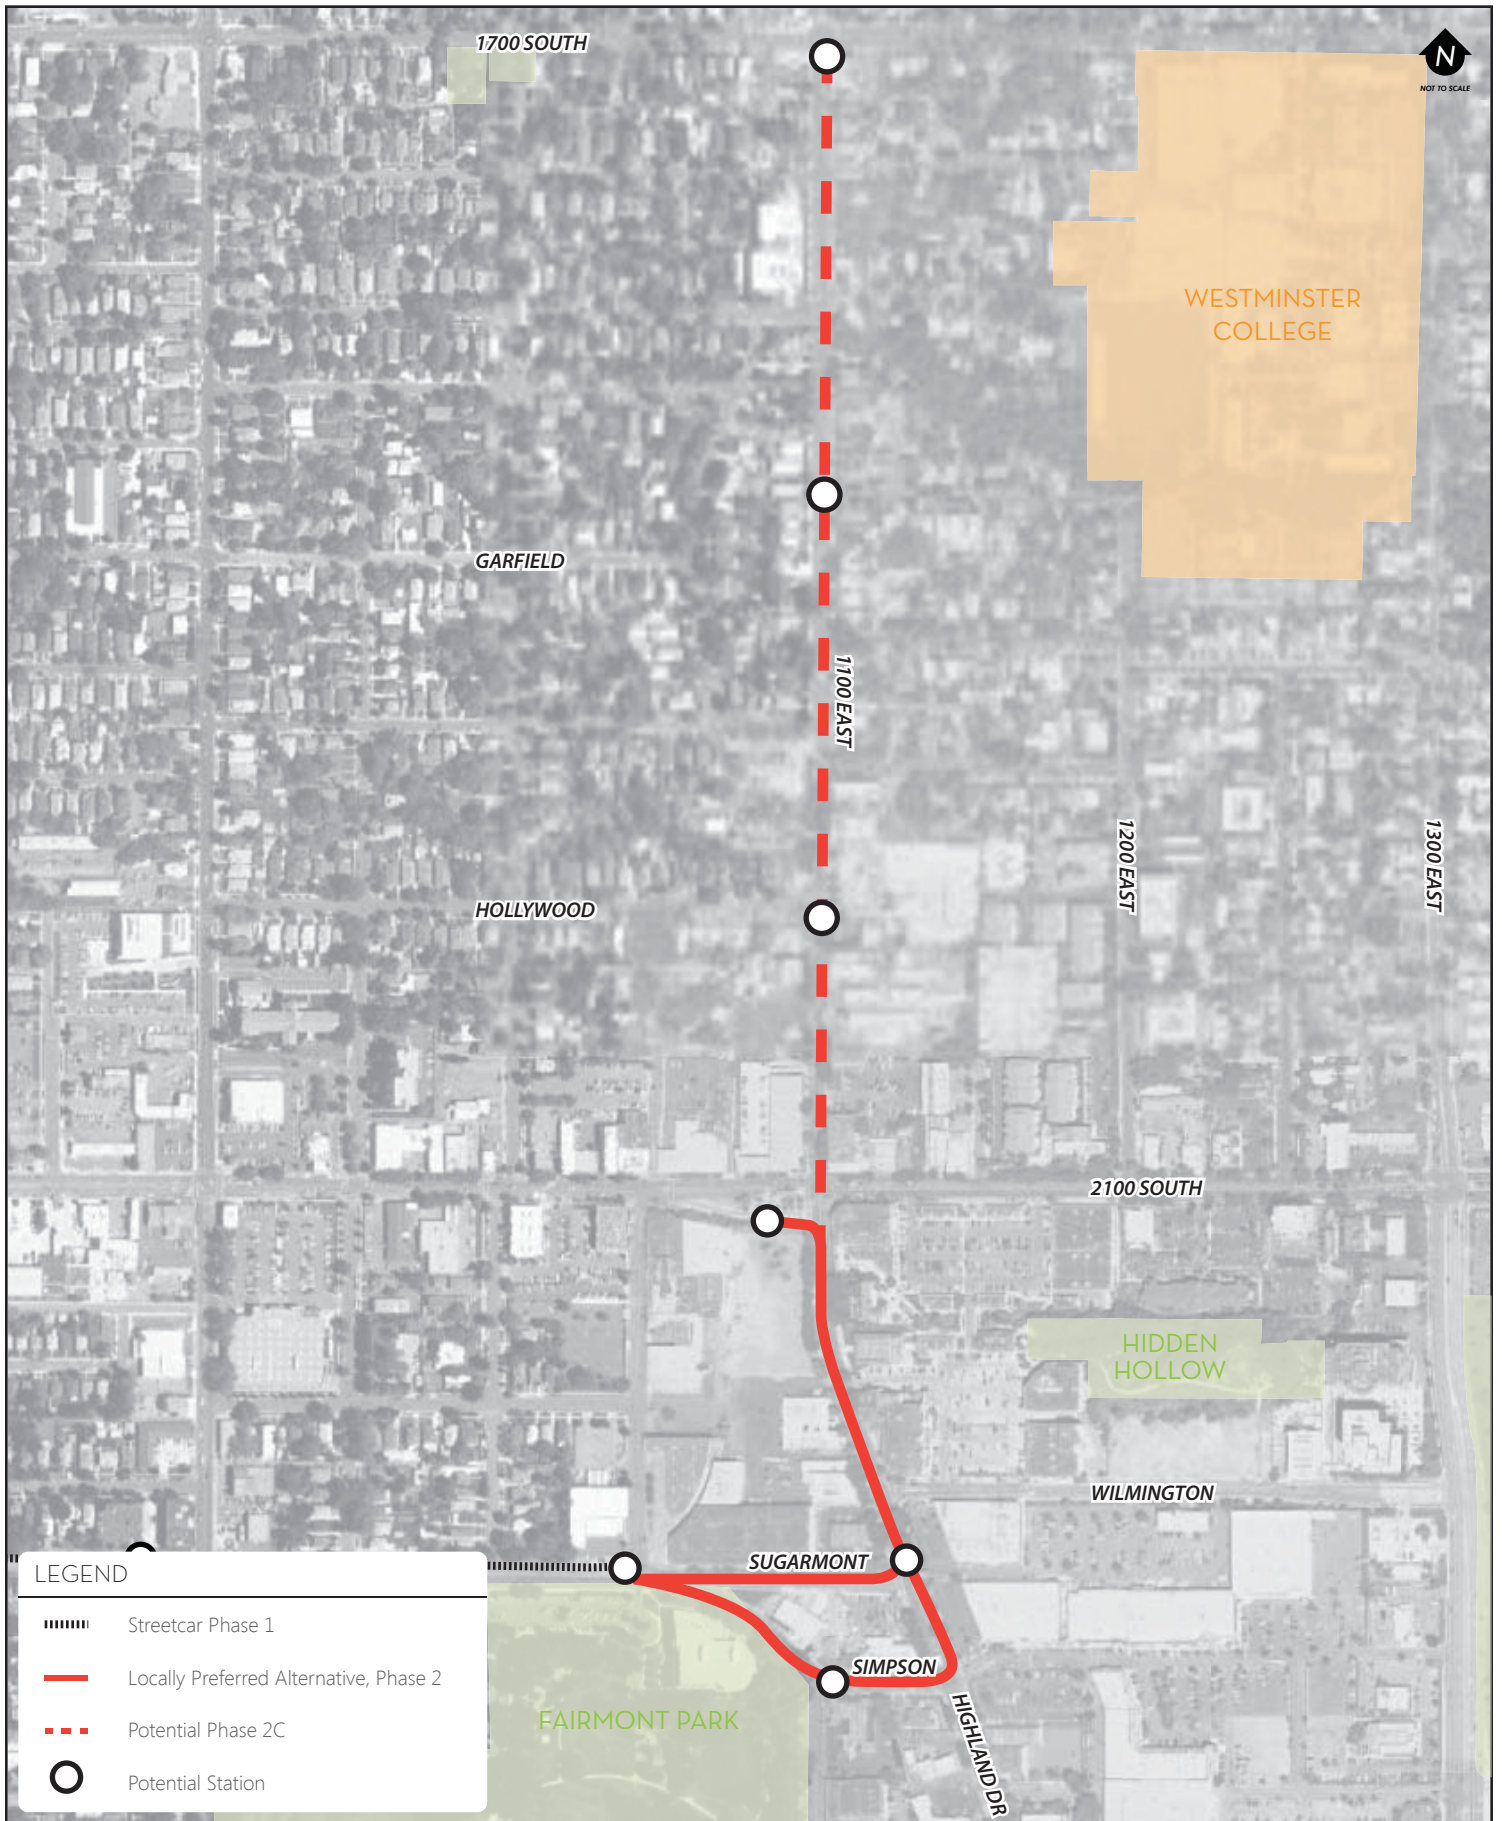 1700 SOUTH
N
NOT TO SCALE
WESTMINSTER
COLLEGE
GARFIELD
1100 EAST
1200 EAST
1300 EAST
HOLLYWOOD
2100 SOUTH
HIDDEN
HOLLOW
WILMINGTON
SUGARMONT
SIMPSON
HIGHLAND DR
FAIRMONT PARK
LEGEND
Streetcar Phase 1
Locally Preferred Alternative, Phase 2
Potential Phase 2C
Potential Station